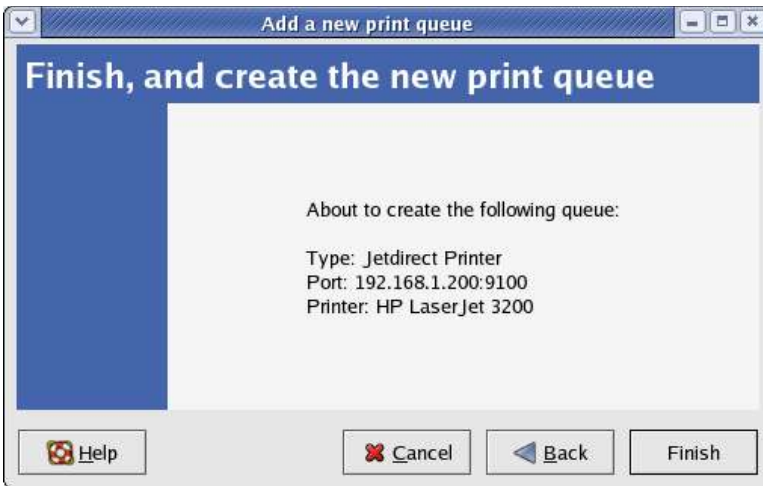 Add a new print queue
Finish, and create the new print queue
About to create the following queue:
Type: Jetdirect Printer
Port: 192.168.1.200:9100
Printer: HP LaserJet 3200
Help
Cancel
Back
Finish